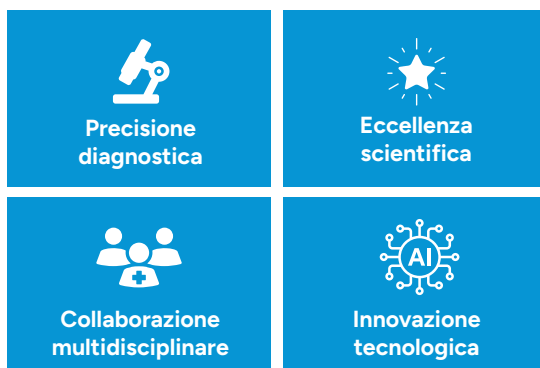 Precisione
diagnostica
Eccellenza
scientifica
Collaborazione
multidisciplinare
AI
Innovazione
tecnologica